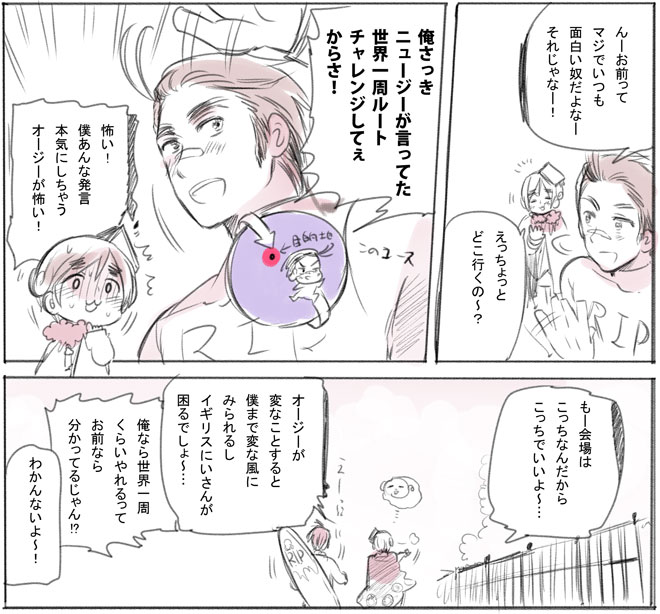 んーお前って
マジでいつも
面白い奴だよなー
それじゃなー！
えっちょっと
どこ行くの〜？
RIP
俺さっき
ニュージーが言ってた
世界一周ルート
チャレンジしてぇ
からさ！
←目的地
このコース
R I P
怖い！
僕あんな発言
本気にしちゃう
オージーが怖い！
もー会場は
こっちなんだから
こっちでいいよ〜…
オージーが
変なことすると
僕まで変な風に
みられるし
イギリスにいさんが
困るでしょ〜…
えー…
RIP
俺なら世界一周
くらいやれるって
お前なら
分かってるじゃん!?
わかんないよ〜！